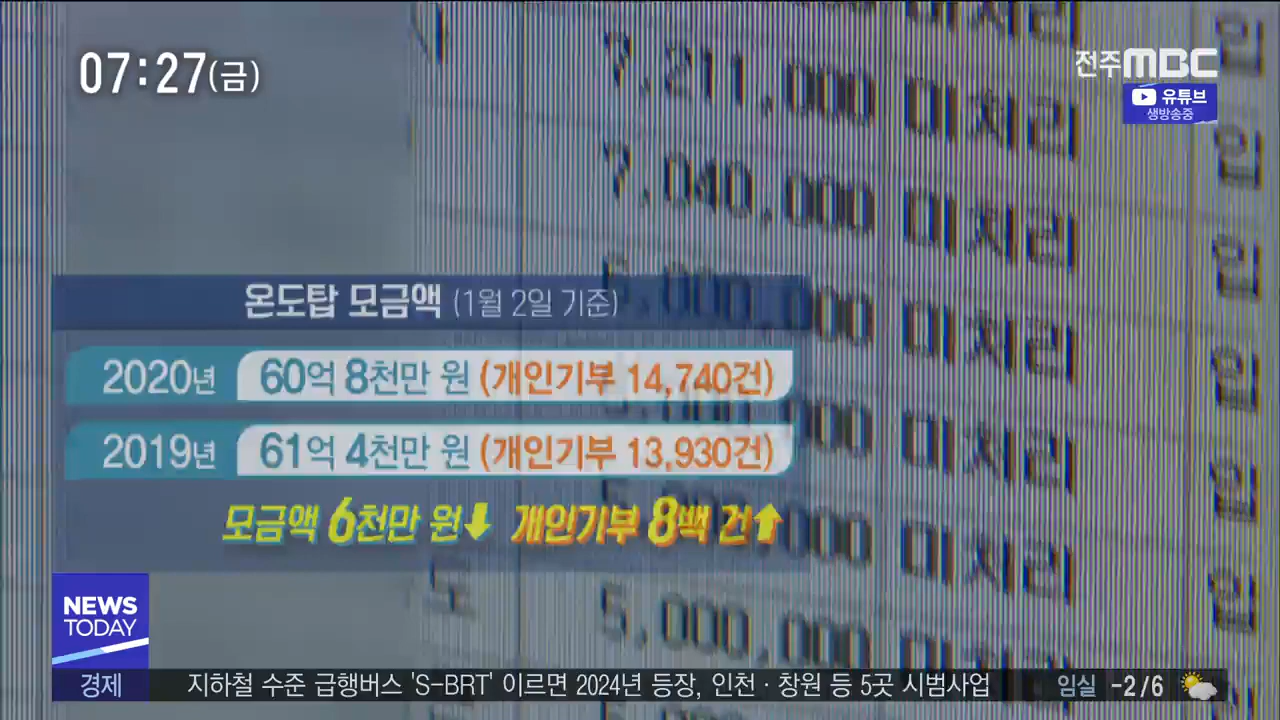 07:27(금)
전주MBC
유튜브
생방송중
7,211,000 미처리
7,040,000 미처리
온도탑 모금액 (1월 2일 기준)
2020년 60억 8천만 원 (개인기부 14,740건)
2019년 61억 4천만 원 (개인기부 13,930건)
모금액 6천만 원⬇ 개인기부 8백 건⬆
5,000,000 미처리
NEWS
TODAY
경제 지하철 수준 급행버스 'S-BRT' 이르면 2024년 등장, 인천·창원 등 5곳 시범사업 임실 -2/6